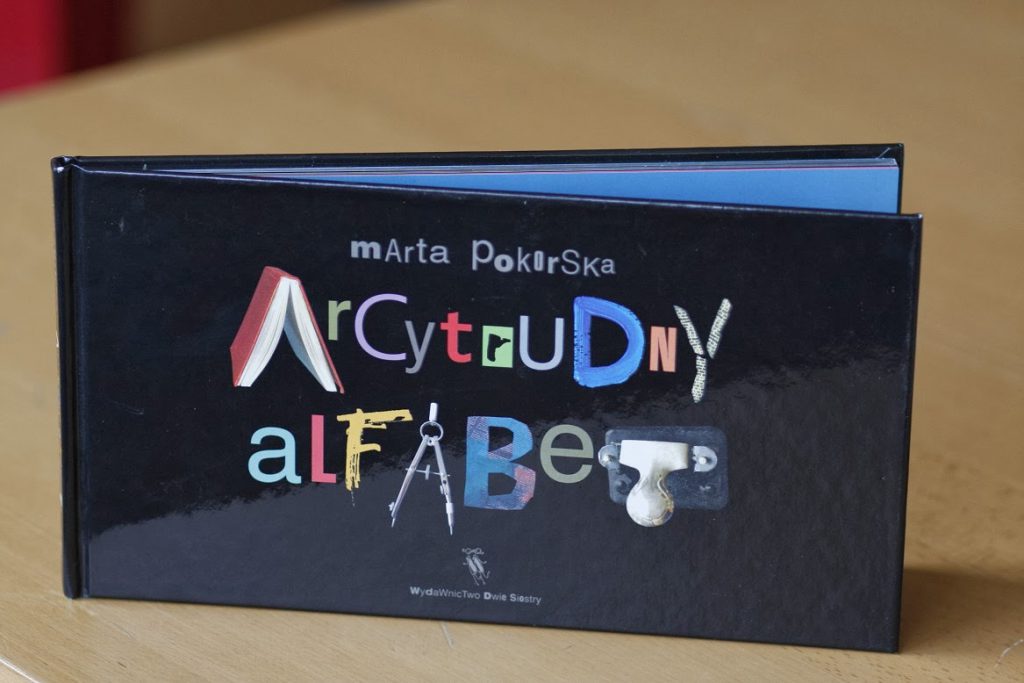 mArta PokorSKa
ArCytruDNY
aLFABeT
WydaWnicTwo Dwie Siostry